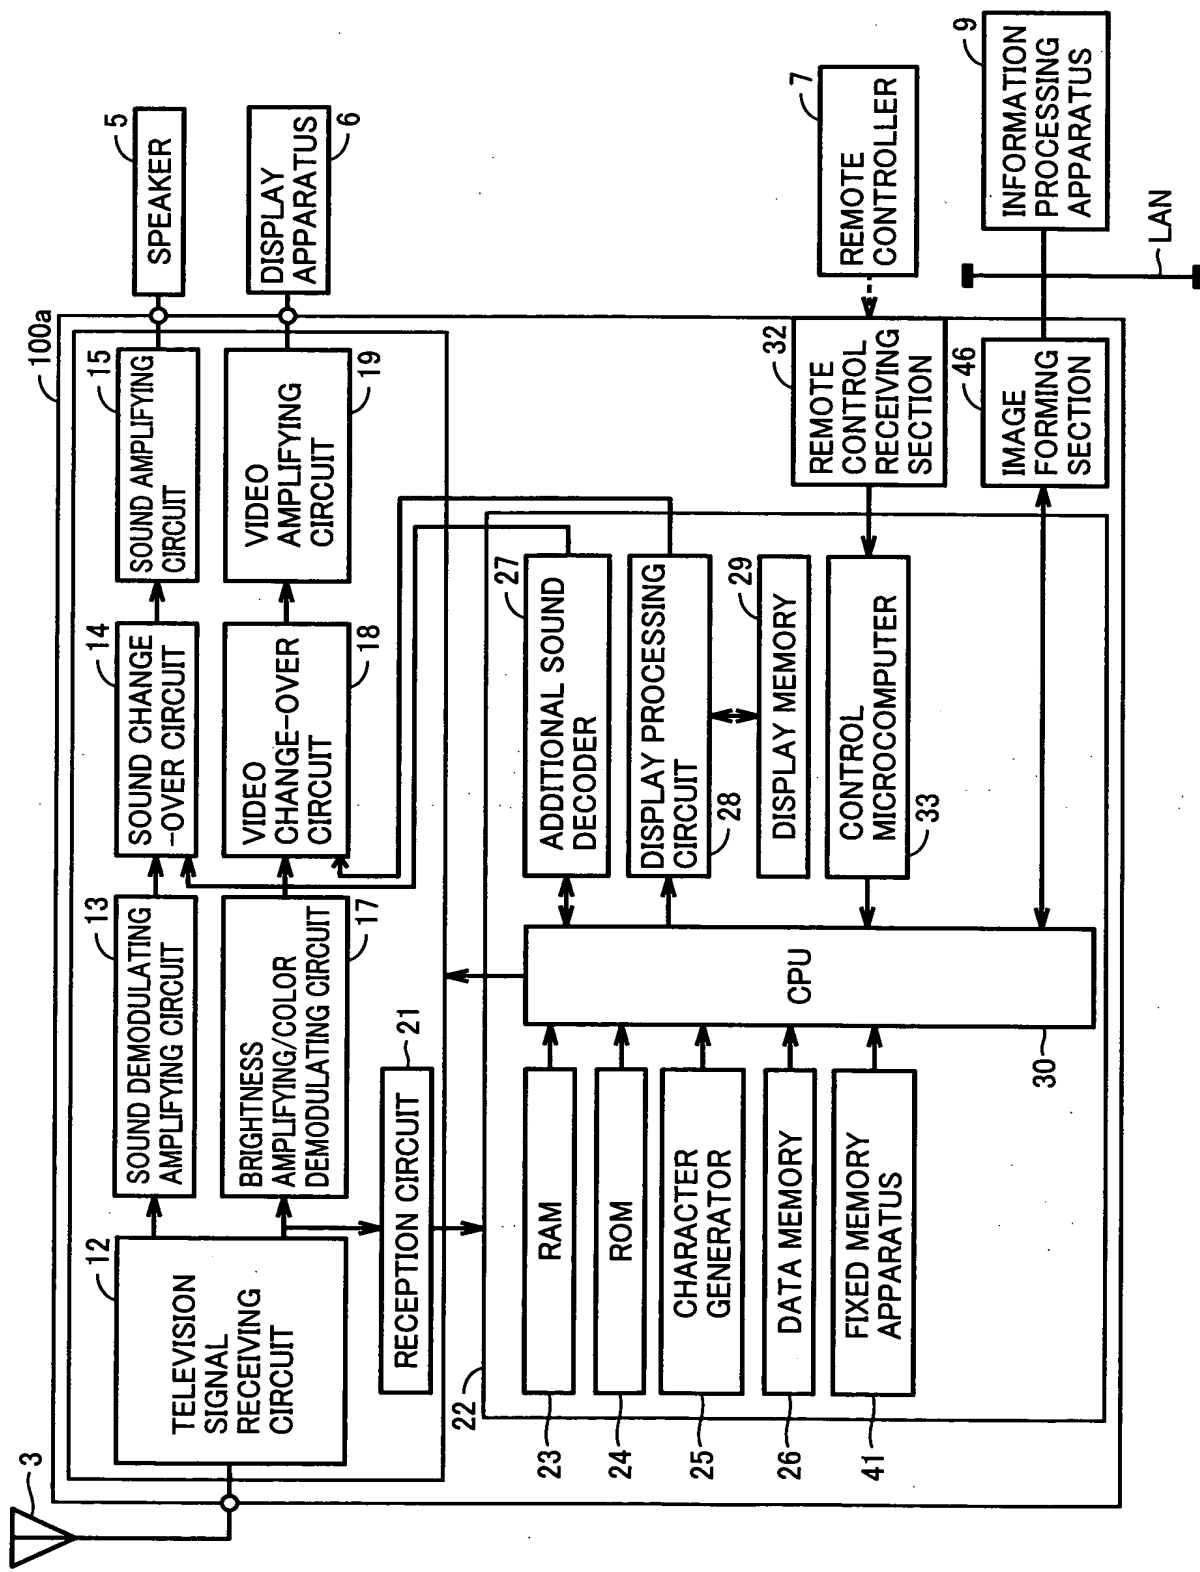 3
100a
12
TELEVISION
SIGNAL
RECEIVING
CIRCUIT
13
SOUND DEMODULATING
AMPLIFYING CIRCUIT
14
SOUND CHANGE
-OVER CIRCUIT
15
SOUND AMPLIFYING
CIRCUIT
5
SPEAKER
BRIGHTNESS
AMPLIFYING/COLOR
DEMODULATING CIRCUIT
17
VIDEO
CHANGE-OVER
CIRCUIT
18
VIDEO
AMPLIFYING
CIRCUIT
19
DISPLAY
APPARATUS
6
RECEPTION CIRCUIT
21
22
RAM
23
ROM
24
CHARACTER
GENERATOR
25
DATA MEMORY
26
FIXED MEMORY
APPARATUS
41
CPU
30
ADDITIONAL SOUND
DECODER
27
DISPLAY PROCESSING
CIRCUIT
28
DISPLAY MEMORY
29
CONTROL
MICROCOMPUTER
33
REMOTE
CONTROL
RECEIVING
SECTION
32
REMOTE
CONTROLLER
7
IMAGE
FORMING
SECTION
46
INFORMATION
PROCESSING
APPARATUS
9
LAN